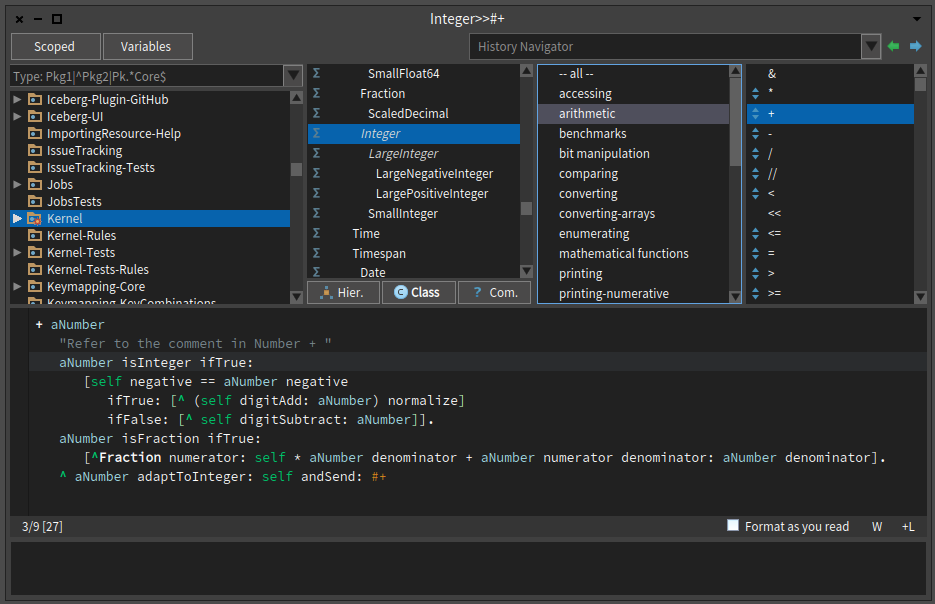 Integer>>#+
Scoped
Variables
History Navigator
Type: Pkg1|^Pkg2|Pk.*Core$
Iceberg-Plugin-GitHub
Iceberg-UI
ImportingResource-Help
IssueTracking
IssueTracking-Tests
Jobs
JobsTests
Kernel
Kernel-Rules
Kernel-Tests
Kernel-Tests-Rules
Keymapping-Core
Keymapping-KeyCombinations
Σ SmallFloat64
Σ Fraction
Σ ScaledDecimal
Σ Integer
Σ LargeInteger
Σ LargeNegativeInteger
Σ LargePositiveInteger
Σ SmallInteger
Σ Time
Σ Timespan
Σ Date
Hier.
C Class
? Com.
-- all --
accessing
arithmetic
benchmarks
bit manipulation
comparing
converting
converting-arrays
enumerating
mathematical functions
printing
printing-numerative
&
*
+
-
/
//
<
<<
<=
=
>
>=
+ aNumber
"Refer to the comment in Number + "
aNumber isInteger ifTrue:
[self negative == aNumber negative
ifTrue: [^ (self digitAdd: aNumber) normalize]
ifFalse: [^ self digitSubtract: aNumber]].
aNumber isFraction ifTrue:
[^Fraction numerator: self * aNumber denominator + aNumber numerator denominator: aNumber denominator].
^ aNumber adaptToInteger: self andSend: #+
3/9 [27]
Format as you read
W
+L